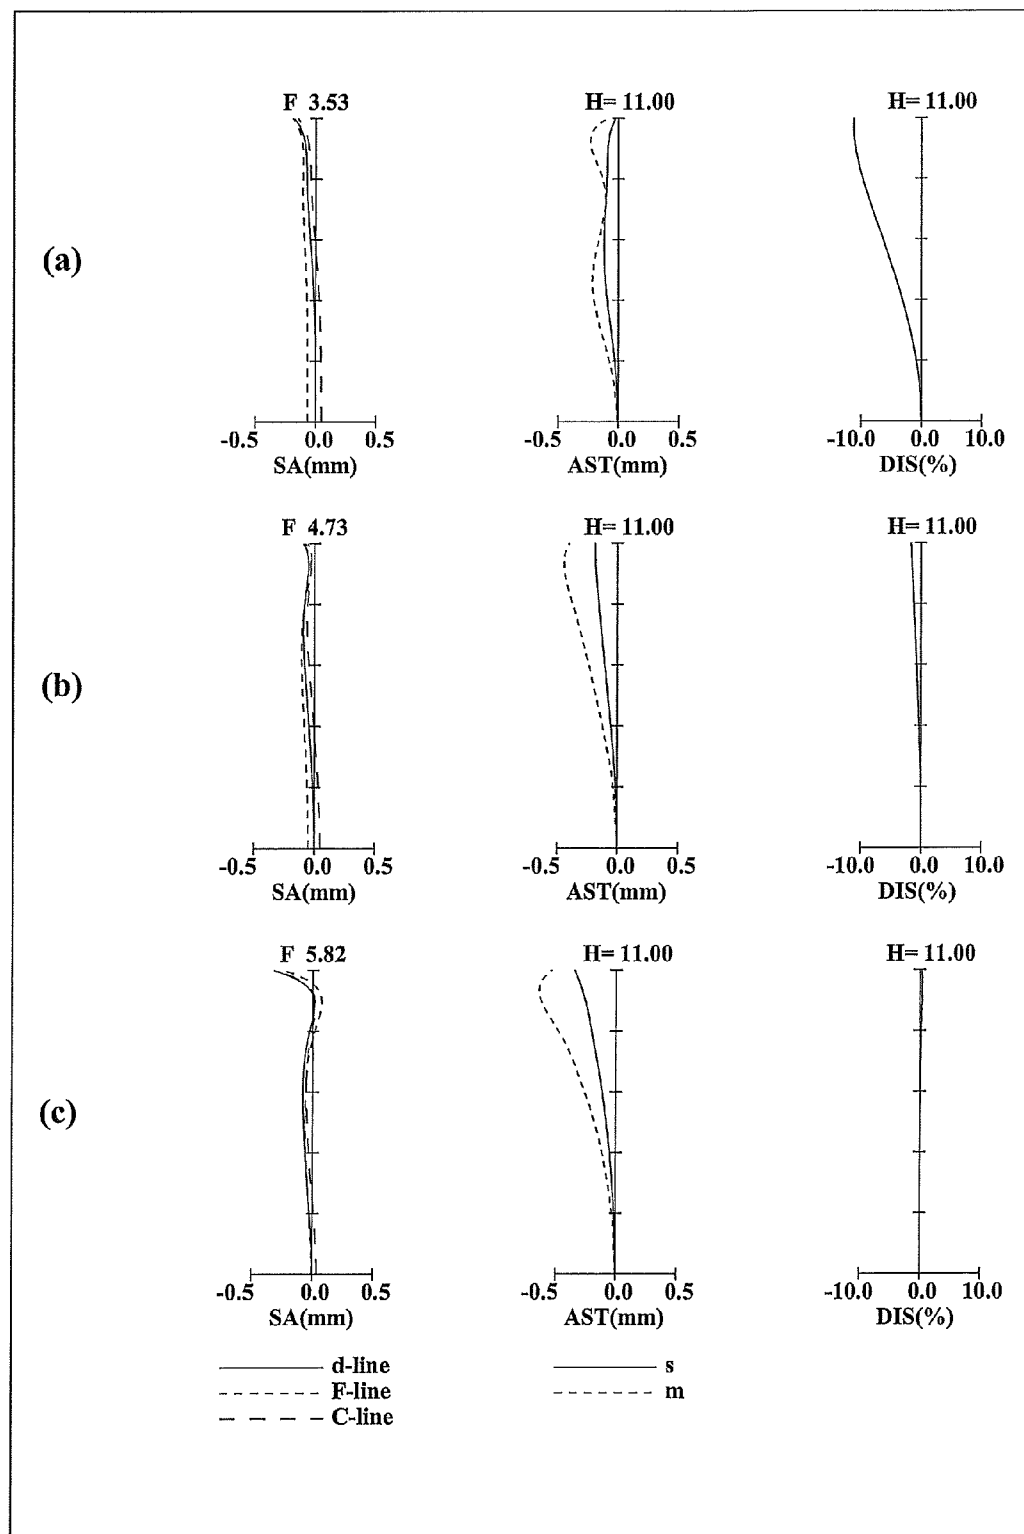 F 3.53 H= 11.00 H= 11.00
(a)
-0.5 0.0 0.5 -0.5 0.0 0.5 -10.0 0.0 10.0
SA(mm) AST(mm) DIS(%)
F 4.73 H= 11.00 H= 11.00
(b)
-0.5 0.0 0.5 -0.5 0.0 0.5 -10.0 0.0 10.0
SA(mm) AST(mm) DIS(%)
F 5.82 H= 11.00 H= 11.00
(c)
-0.5 0.0 0.5 -0.5 0.0 0.5 -10.0 0.0 10.0
SA(mm) AST(mm) DIS(%)
d-line s
F-line m
C-line